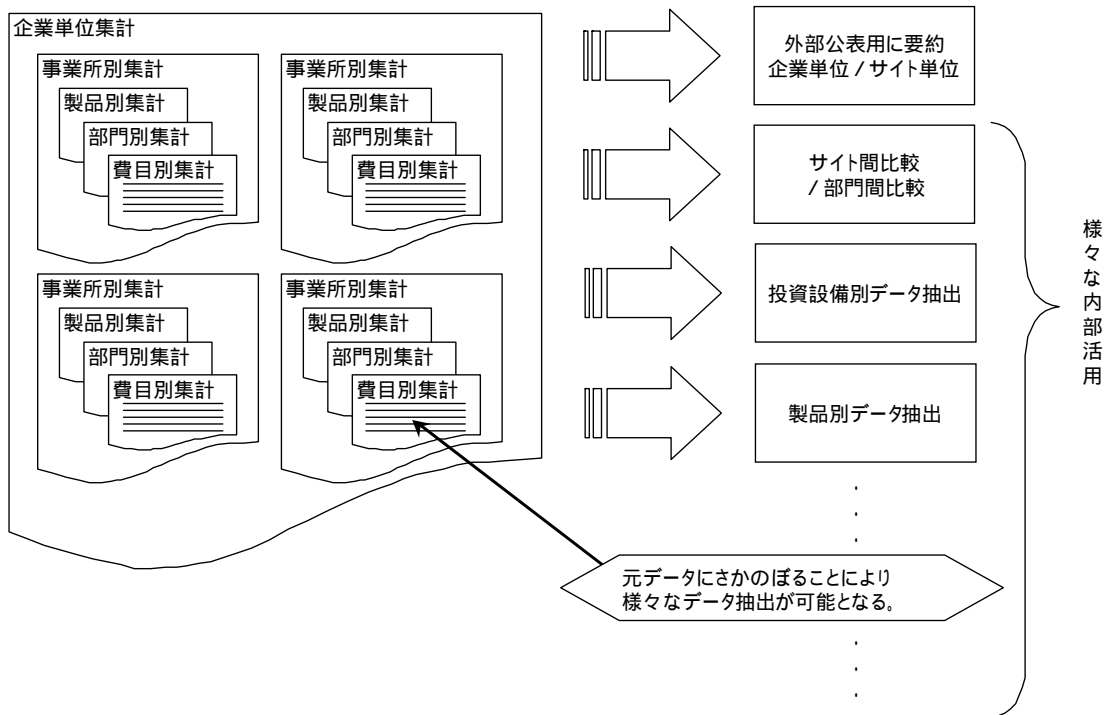 企業単位集計
事業所別集計
製品別集計
部門別集計
費目別集計
事業所別集計
製品別集計
部門別集計
費目別集計
事業所別集計
製品別集計
部門別集計
費目別集計
事業所別集計
製品別集計
部門別集計
費目別集計
外部公表用に要約
企業単位/サイト単位
サイト間比較
/部門間比較
投資設備別データ抽出
製品別データ抽出
元データにさかのぼることにより
様々なデータ抽出が可能となる。
様々な内部活用